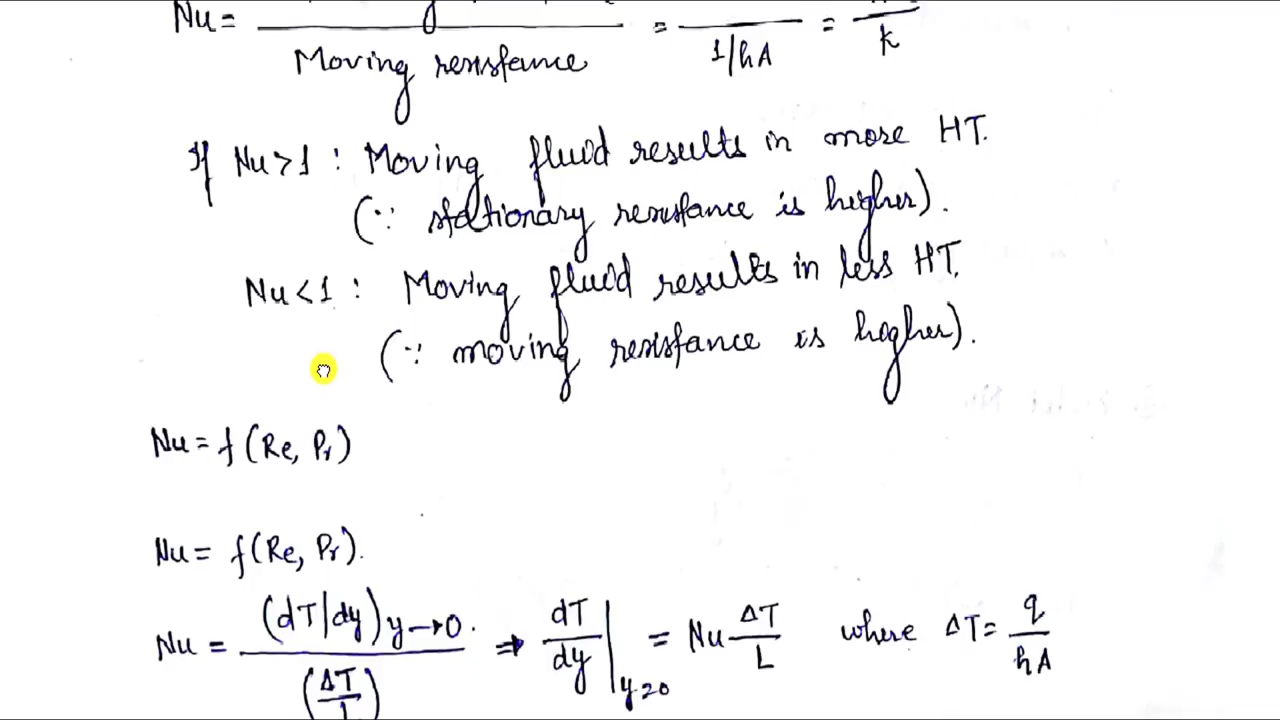 Nu = Moving resistance = 1/hA = k
If Nu>1 : Moving fluid results in more HT.
(∵ stationary resistance is higher).
Nu<1 : Moving fluid results in less HT.
(∵ moving resistance is higher).
Nu = f(Re, Pr)
Nu = f(Re, Pr).
Nu = (dT/dy)y→0 / (ΔT/L) ⇒ dT/dy|y=0 = Nu ΔT/L where ΔT = q/hA